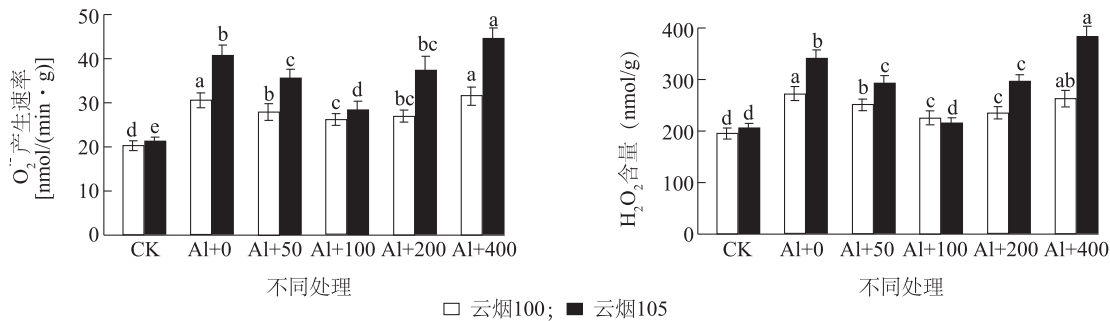 O₂·⁻产生速率
[nmol/(min·g)]
50
40
30
20
10
0
d e
a b
b c
c d
bc bc
a a
CK Al+0 Al+50 Al+100 Al+200 Al+400
不同处理
H₂O₂含量 (nmol/g)
400
300
200
100
0
d d
a b
b c
c d
c c
ab a
CK Al+0 Al+50 Al+100 Al+200 Al+400
不同处理
云烟100; 云烟105